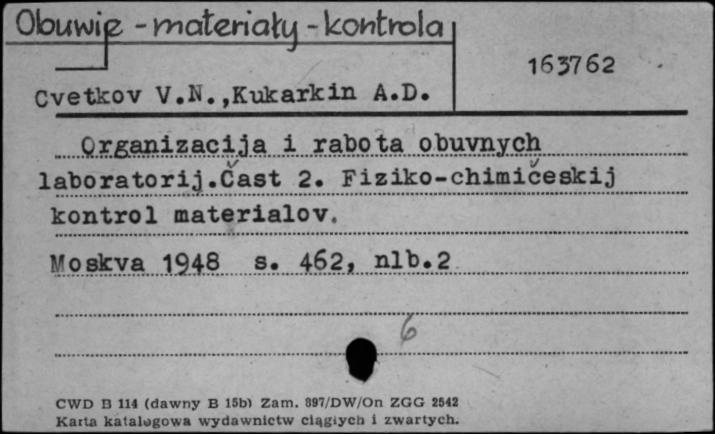 Obuwie - materiały - kontrola
163762
Cvetkov V.N.,Kukarkin A.D.
Organizacija i rabota obuvnych
laboratorij.Čast 2. Fiziko-chimičeskij
kontrol materialov.
Moskva 1948 s. 462, nlb.2
6
CWD B 114 (dawny B 15b) Zam. 897/DW/On ZGG 2542
Karta katalogowa wydawnictw ciągłych i zwartych.